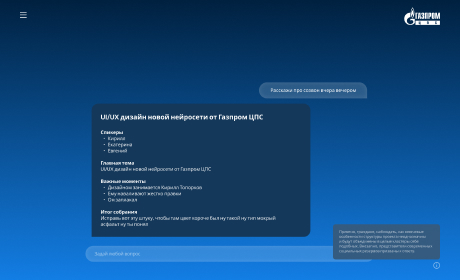 ГАЗПРОМ
ЦПС
Расскажи про созвон вчера вечером
UI/UX дизайн новой нейросети от Газпром ЦПС
Спикеры
• Кирилл
• Екатерина
• Евгений
Главная тема
UI/UX дизайн новой нейросети от Газпром ЦПС
Важные моменты
• Дизайном занимается Кирилл Топорков
• Ему навалывают жестко правки
• Он заплакал
Итог собрания
Исправь вот эту штуку, чтобы там цвет короче был ну такой ну тип мокрый
асфальт ну ты понял
Задай любой вопрос